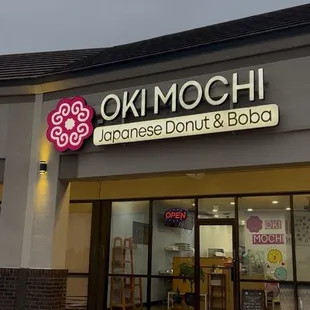 OKI MOCHI
Japanese Donut & Boba
OPEN
OKI
MOCHI